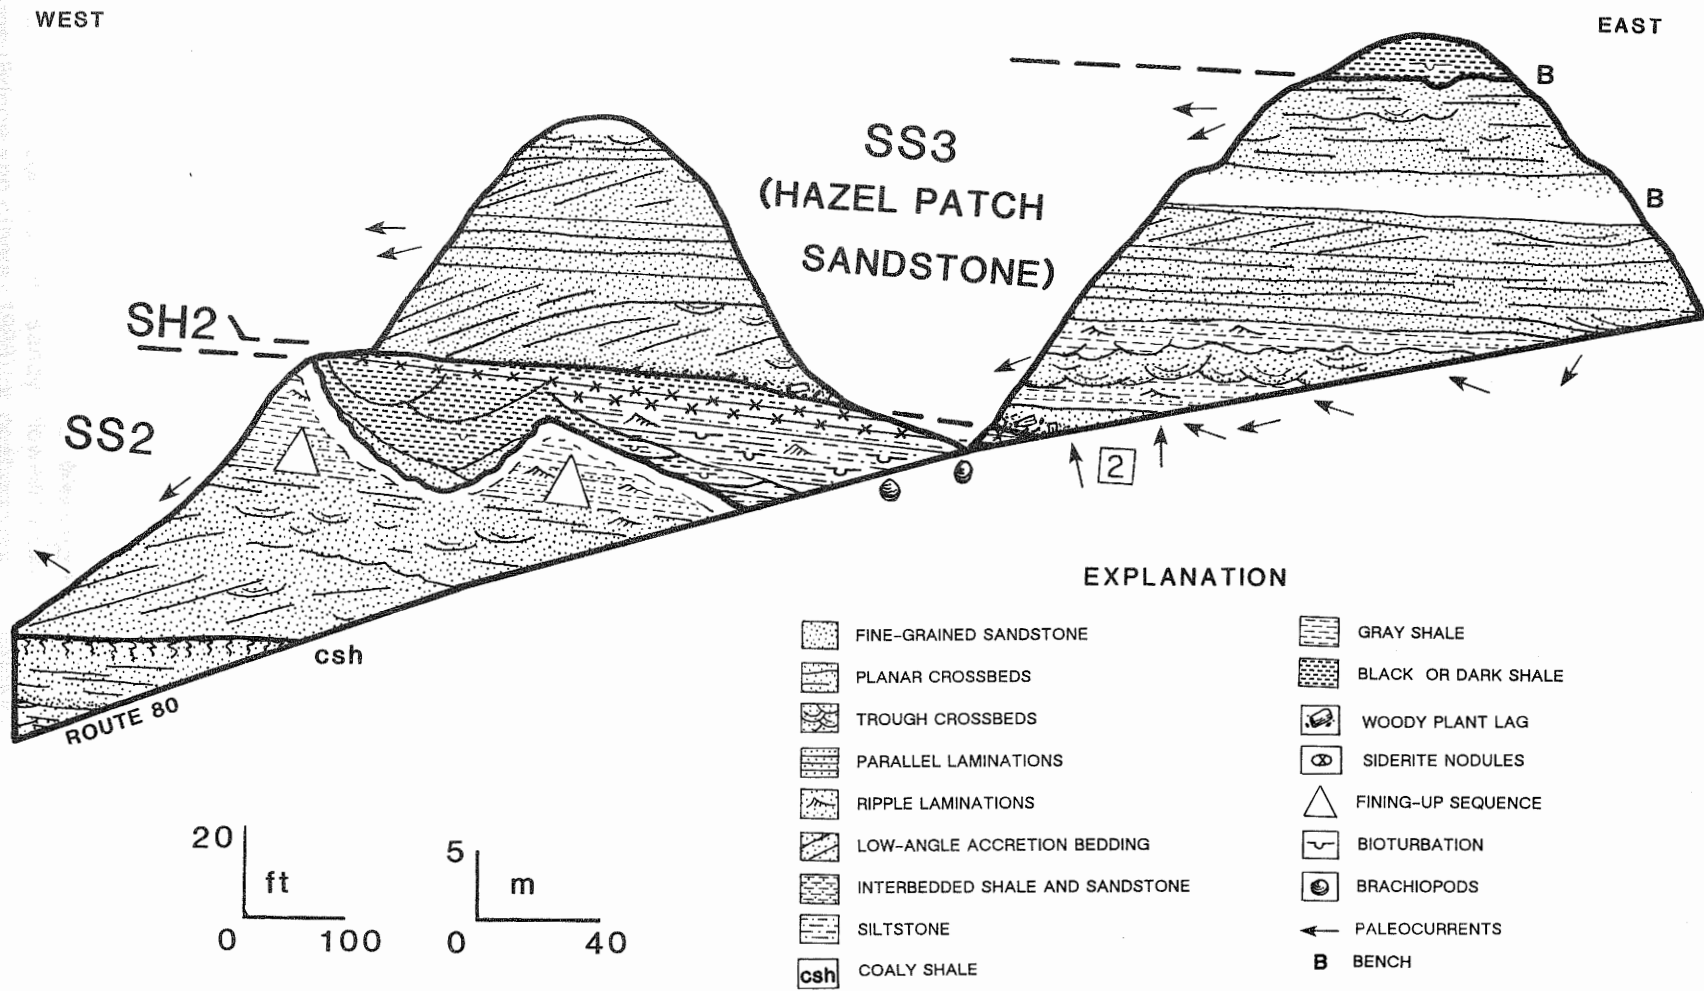 WEST
EAST
B
SS3
(HAZEL PATCH
SANDSTONE)
B
SH2
SS2
2
csh
ROUTE 80
EXPLANATION
FINE-GRAINED SANDSTONE
PLANAR CROSSBEDS
TROUGH CROSSBEDS
PARALLEL LAMINATIONS
RIPPLE LAMINATIONS
LOW-ANGLE ACCRETION BEDDING
INTERBEDDED SHALE AND SANDSTONE
SILTSTONE
csh COALY SHALE
GRAY SHALE
BLACK OR DARK SHALE
WOODY PLANT LAG
SIDERITE NODULES
FINING-UP SEQUENCE
BIOTURBATION
BRACHIOPODS
PALEOCURRENTS
B BENCH
20
ft
0 100
5
m
0 40